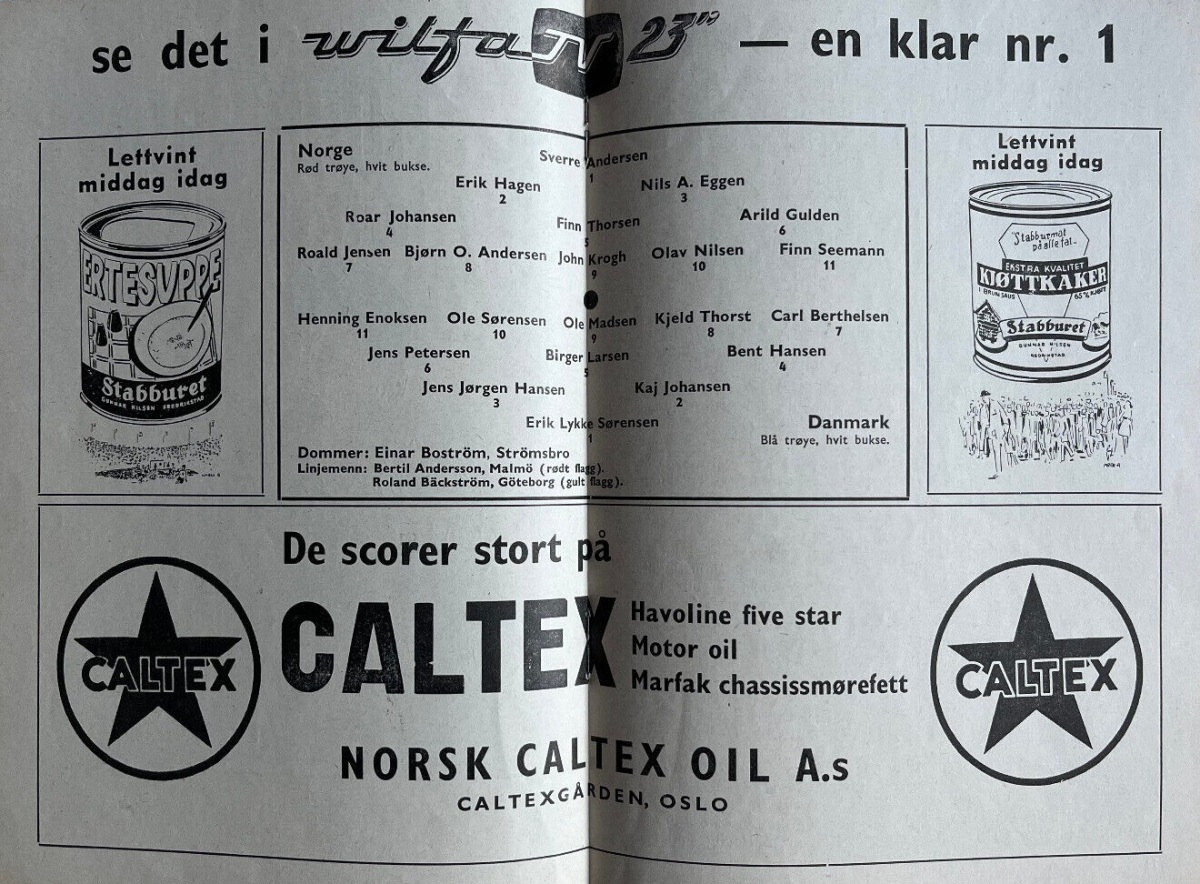 se det i wilfa TV 23" — en klar nr. 1
Lettvint
middag idag
ERTESUPPE
Stabburet
GUNNAR NILSEN FREDRIKSTAD
Norge
Rød trøye, hvit bukse.
Sverre Andersen
1
Erik Hagen
2
Nils A. Eggen
3
Roar Johansen
4
Finn Thorsen
5
Arild Gulden
6
Roald Jensen
7
Bjørn O. Andersen
8
John Krogh
9
Olav Nilsen
10
Finn Seemann
11
Henning Enoksen
11
Ole Sørensen
10
Ole Madsen
9
Kjeld Thorst
8
Carl Berthelsen
7
Jens Petersen
6
Birger Larsen
5
Bent Hansen
4
Jens Jørgen Hansen
3
Kaj Johansen
2
Erik Lykke Sørensen
1
Danmark
Blå trøye, hvit bukse.
Dommer: Einar Boström, Strömsbro
Linjemenn: Bertil Andersson, Malmö (rødt flagg).
Roland Bäckström, Göteborg (gult flagg).
Lettvint
middag idag
Stabburmat
på alle fat-
EKSTRA KVALITET
KJØTTKAKER
I BRUN SAUS
Stabburet
GUNNAR NILSEN
De scorer stort på
CALTEX
CALTEX
Havoline five star
Motor oil
Marfak chassissmørefett
CALTEX
NORSK CALTEX OIL A.s
CALTEXGÅRDEN, OSLO